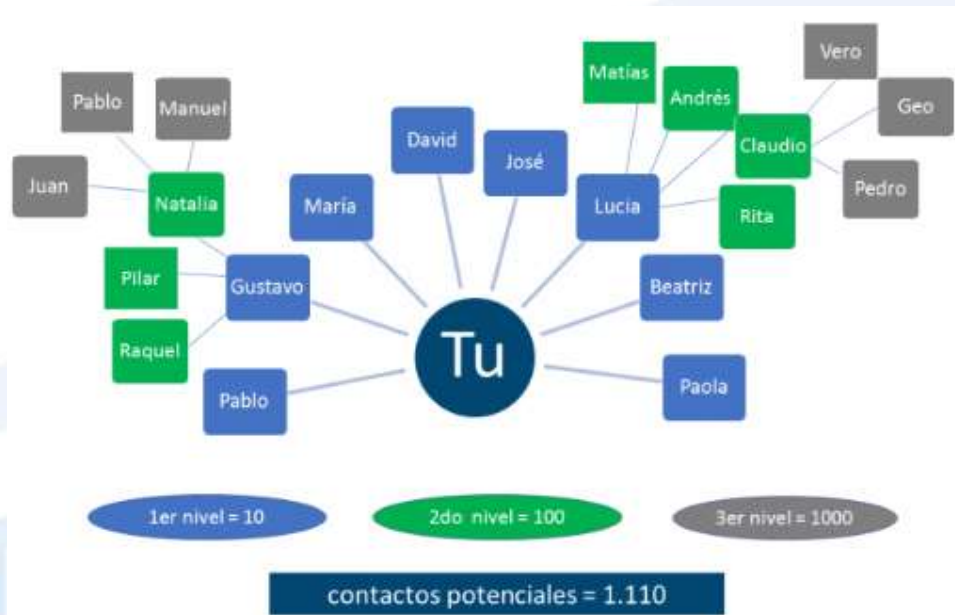 Vero
Matías
Pablo
Manuel
Andrés
Geo
David
José
Claudio
Juan
Natalia
María
Lucia
Pedro
Rita
Pilar
Gustavo
Beatriz
Raquel
Tu
Pablo
Paola
1er nivel = 10
2do nivel = 100
3er nivel = 1000
contactos potenciales = 1.110